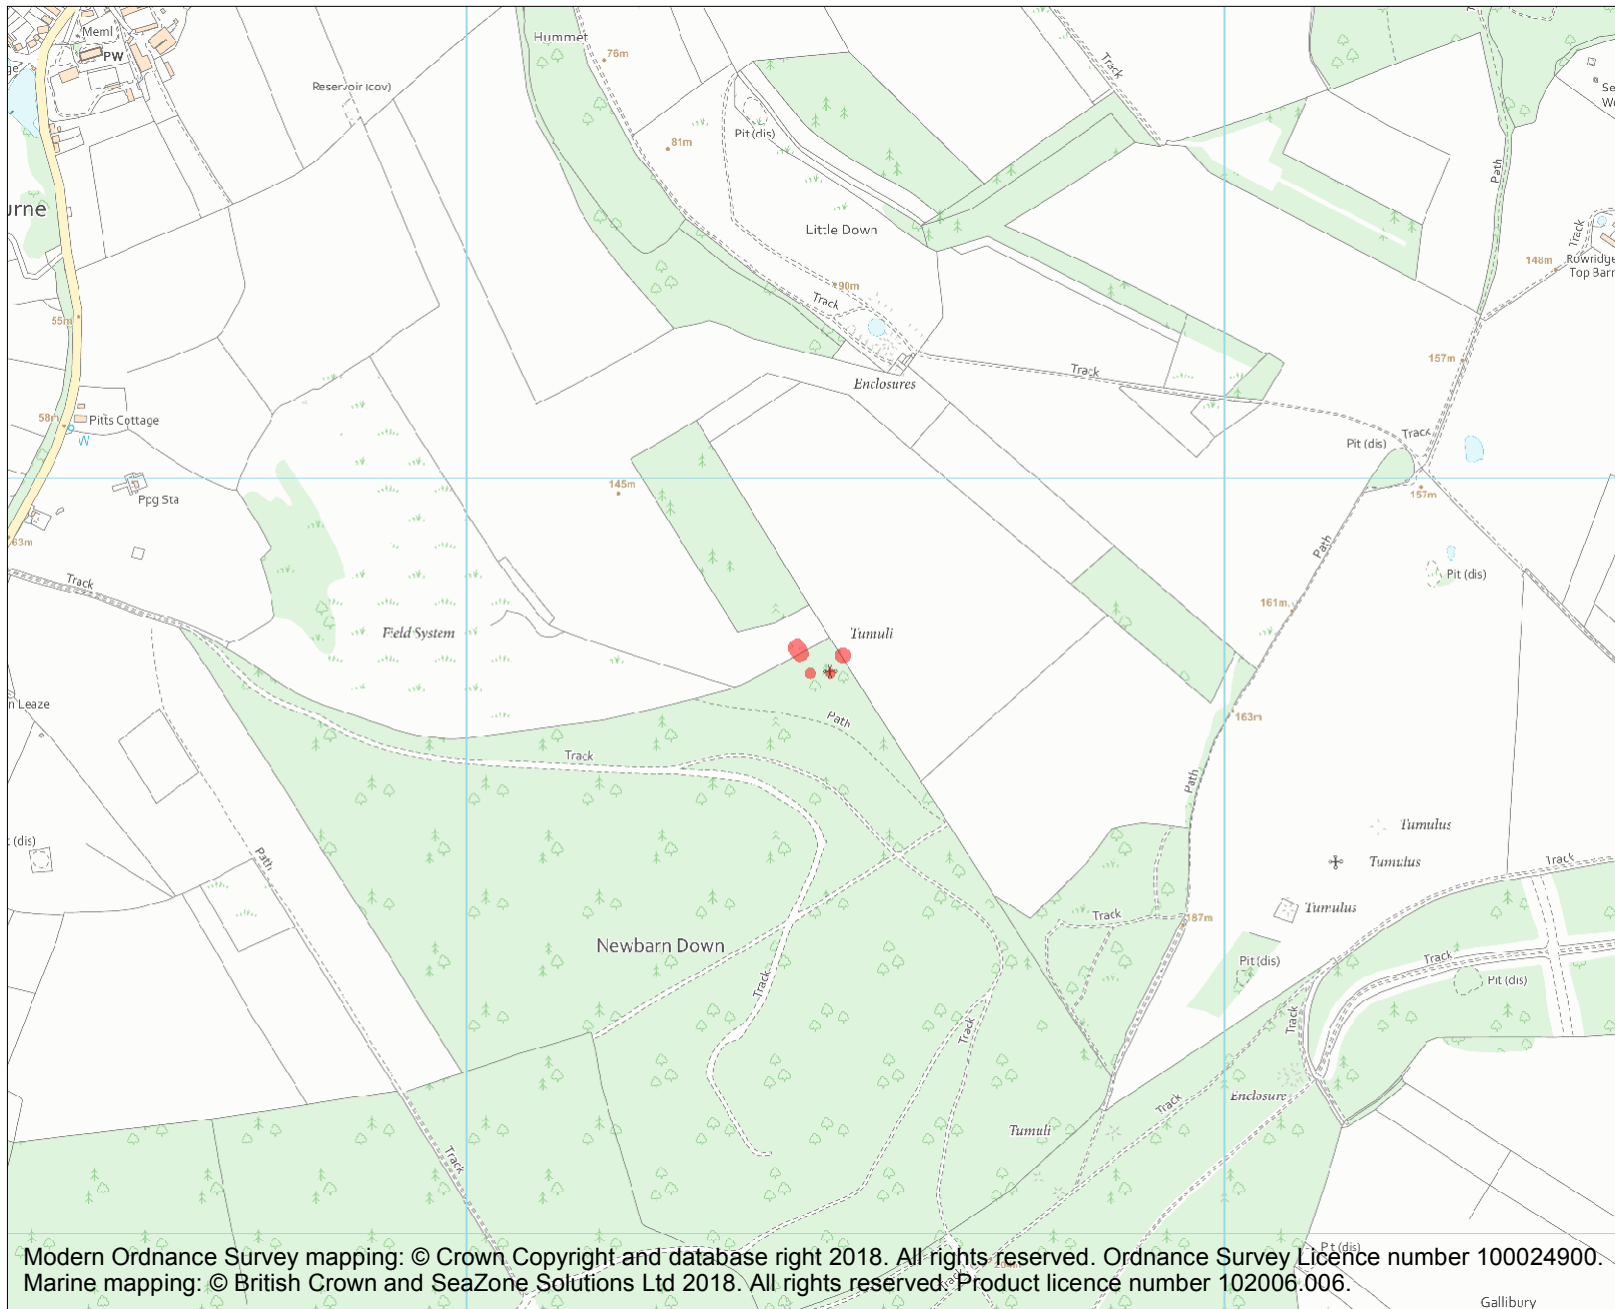 Meml
PW
Hummet
76m
Track
Reservoir (cov)
Pit (dis)
81m
Path
Little Down
Track
148m
Rowridge
Top Barn
90m
Track
55m
157m
Enclosures
Track
58m
Pitts Cottage
W
Pit (dis)
Track
145m
157m
Ppg Sta
63m
Path
Track
Pit (dis)
161m
Field System
Tumuli
n Leaze
Path
163m
Track
Path
Tumulus
(dis)
Path
Tumulus
Track
Tumulus
Track
187m
Newbarn Down
Pit (dis)
Track
Pit (dis)
Track
Track
Track
Enclosure
Track
Tumuli
Track
Modern Ordnance Survey mapping: © Crown Copyright and database right 2018. All rights reserved. Ordnance Survey Licence number 100024900.
Marine mapping: © British Crown and SeaZone Solutions Ltd 2018. All rights reserved. Product licence number 102006.006.
Gallibury